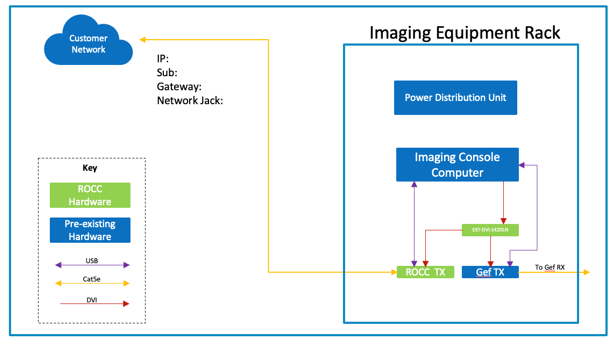 Imaging Equipment Rack
Customer
Network
IP:
Sub:
Gateway:
Network Jack:
Power Distribution Unit
Imaging Console
Computer
EXT-DVI-142DLN
ROCC TX
Gef TX
To Gef RX
Key
ROCC
Hardware
Pre-existing
Hardware
USB
Cat5e
DVI